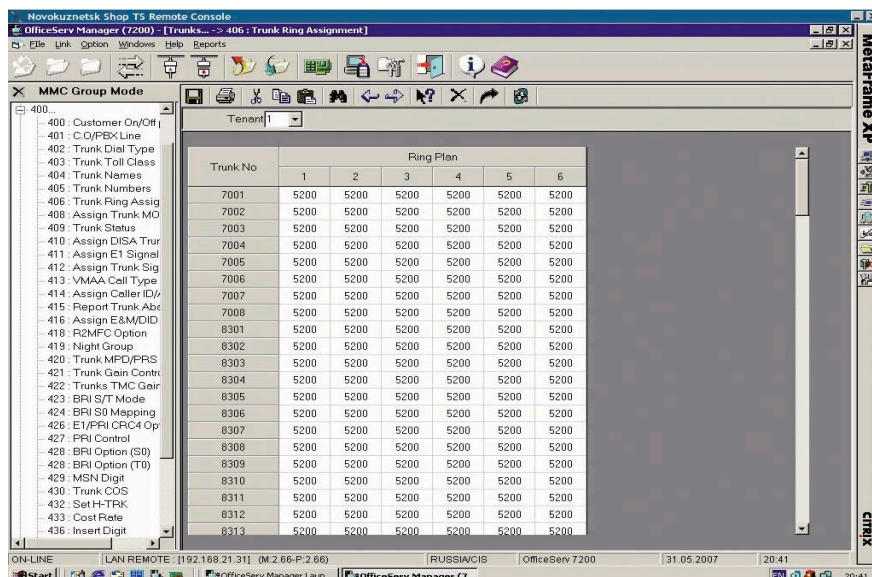 Novokuznetsk Shop TS Remote Console
OfficeServ Manager (7200) - [Trunks... -> 406 : Trunk Ring Assignment]
File Link Option Windows Help Reports
MMC Group Mode
400...
400 : Customer On/Off
401 : C.O/PBX Line
402 : Trunk Dial Type
403 : Trunk Toll Class
404 : Trunk Names
405 : Trunk Numbers
406 : Trunk Ring Assig
408 : Assign Trunk MO
409 : Trunk Status
410 : Assign DISA Trur
411 : Assign E1 Signal
412 : Assign Trunk Sig
413 : VMAA Call Type
414 : Assign Caller ID/
415 : Report Trunk Aba
416 : Assign E&M/DID
418 : R2MFC Option
419 : Night Group
420 : Trunk MPD/PRS
421 : Trunk Gain Contro
422 : Trunks TMC Gair
423 : BRI S/T Mode
424 : BRI S0 Mapping
426 : E1/PRI CRC4 Op
427 : PRI Control
428 : BRI Option (S0)
428 : BRI Option (T0)
429 : MSN Digit
430 : Trunk COS
432 : Set H-TRK
433 : Cost Rate
436 : Insert Digit
Tenant 1
Trunk No Ring Plan
1 2 3 4 5 6
7001 5200 5200 5200 5200 5200 5200
7002 5200 5200 5200 5200 5200 5200
7003 5200 5200 5200 5200 5200 5200
7004 5200 5200 5200 5200 5200 5200
7005 5200 5200 5200 5200 5200 5200
7006 5200 5200 5200 5200 5200 5200
7007 5200 5200 5200 5200 5200 5200
7008 5200 5200 5200 5200 5200 5200
8301 5200 5200 5200 5200 5200 5200
8302 5200 5200 5200 5200 5200 5200
8303 5200 5200 5200 5200 5200 5200
8304 5200 5200 5200 5200 5200 5200
8305 5200 5200 5200 5200 5200 5200
8306 5200 5200 5200 5200 5200 5200
8307 5200 5200 5200 5200 5200 5200
8308 5200 5200 5200 5200 5200 5200
8309 5200 5200 5200 5200 5200 5200
8310 5200 5200 5200 5200 5200 5200
8311 5200 5200 5200 5200 5200 5200
8312 5200 5200 5200 5200 5200 5200
8313 5200 5200 5200 5200 5200 5200
MetaFrame XP
CITRIX
ON-LINE LAN REMOTE : [192.168.21.31] (M:2.66-P:2.66) RUSSIA/CIS OfficeServ 7200 31.05.2007 20:41
Start OfficeServ Manager Laun... OfficeServ Manager (7... EN 20:41